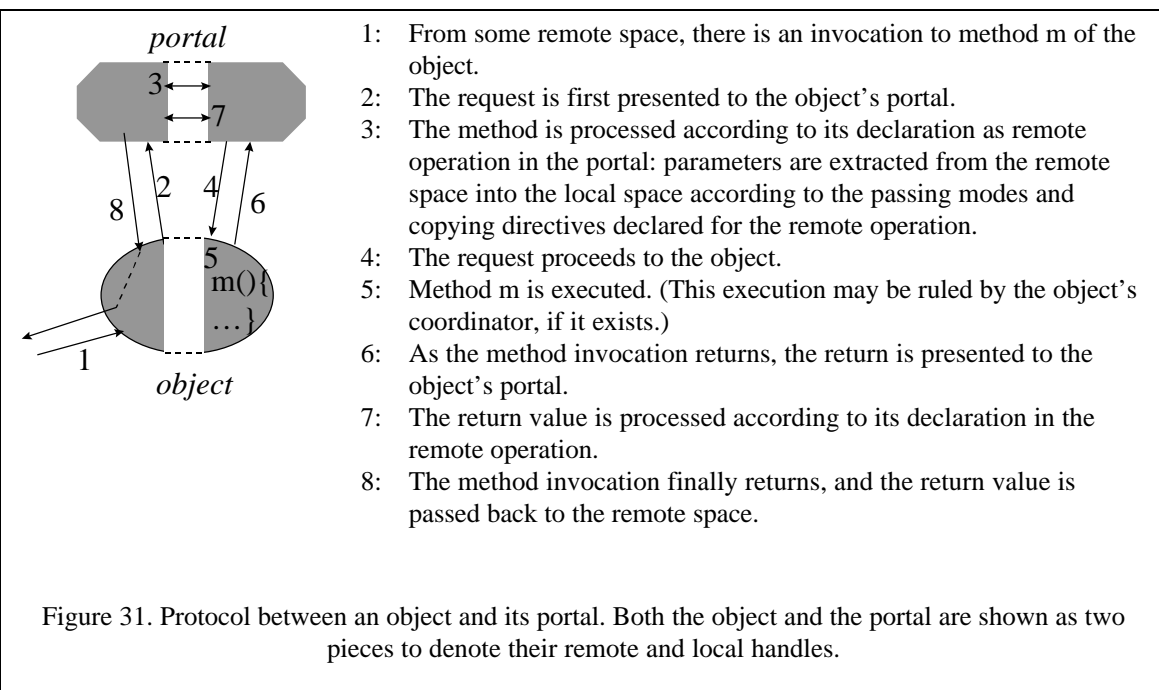 portal
3
7
8
2
4
6
5
m(){
…}
1
object
1: From some remote space, there is an invocation to method m of the
object.
2: The request is first presented to the object’s portal.
3: The method is processed according to its declaration as remote
operation in the portal: parameters are extracted from the remote
space into the local space according to the passing modes and
copying directives declared for the remote operation.
4: The request proceeds to the object.
5: Method m is executed. (This execution may be ruled by the object’s
coordinator, if it exists.)
6: As the method invocation returns, the return is presented to the
object’s portal.
7: The return value is processed according to its declaration in the
remote operation.
8: The method invocation finally returns, and the return value is
passed back to the remote space.
Figure 31. Protocol between an object and its portal. Both the object and the portal are shown as two
pieces to denote their remote and local handles.